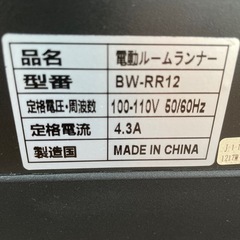 品名 電動ルームランナー
型番 BW-RR12
定格電圧・周波数 100-110V 50/60Hz
定格電流 4.3A
製造国 MADE IN CHINA